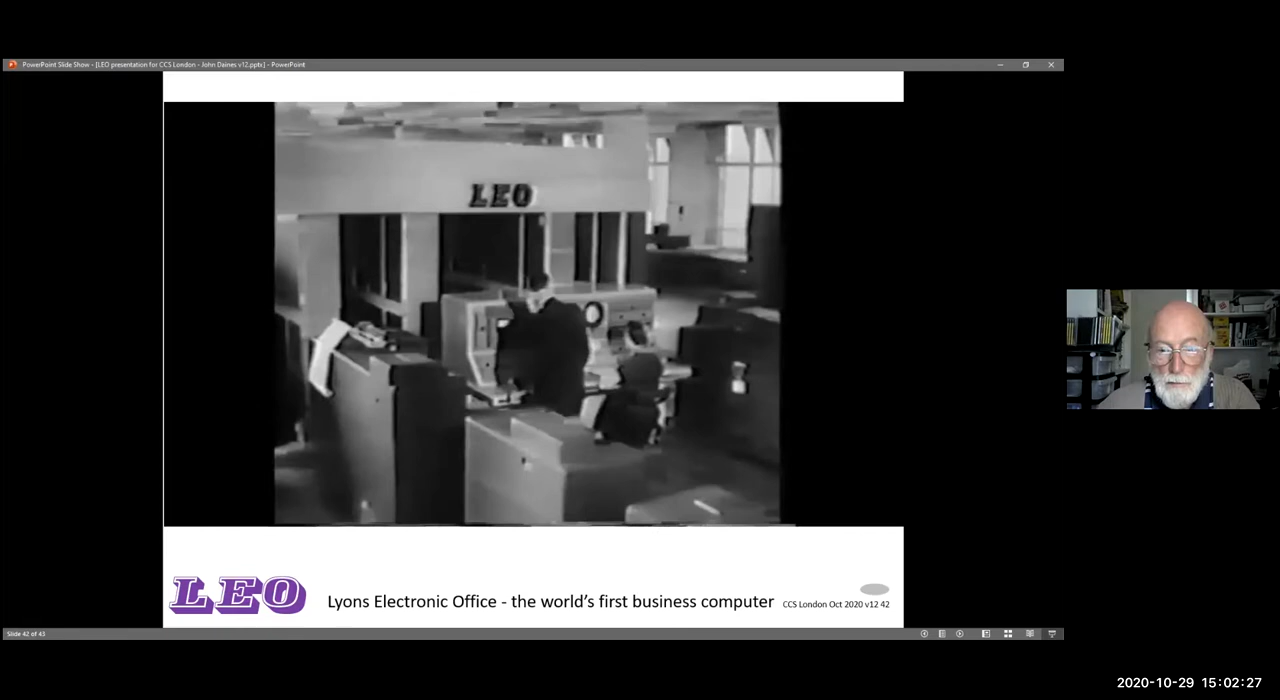 PowerPoint Slide Show - [LEO presentation for CCS London - John Daines v12.pptx] - PowerPoint
LEO
LEO
Lyons Electronic Office - the world's first business computer
CCS London Oct 2020 v12 42
Slide 42 of 43
2020-10-29 15:02:27